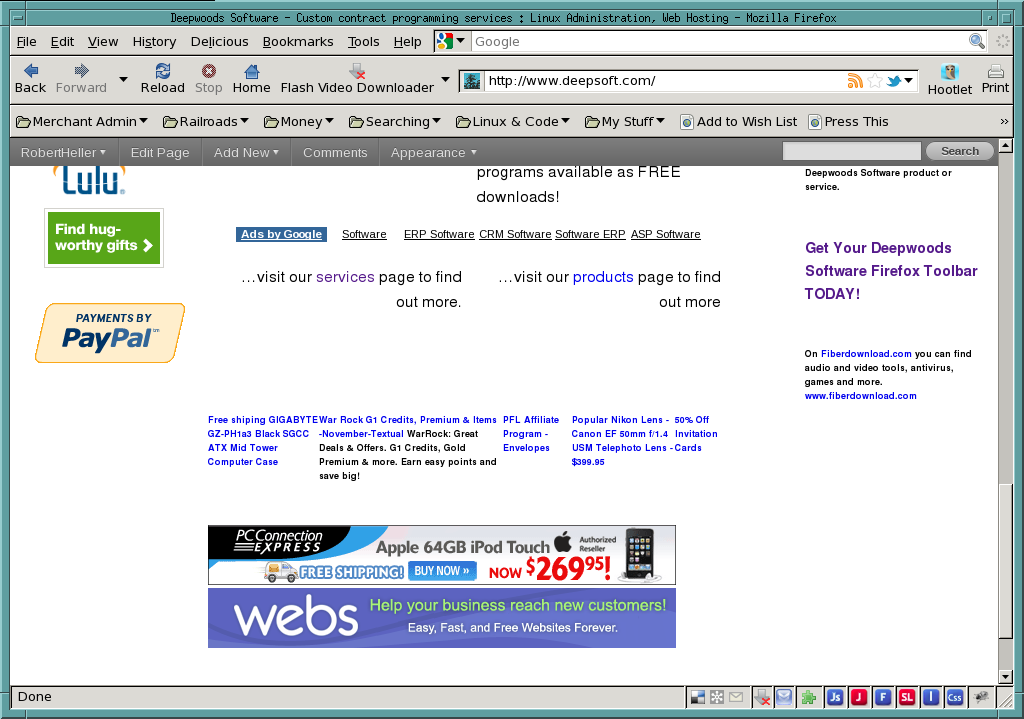 Deepwoods Software - Custom contract programming services : Linux Administration, Web Hosting - Mozilla Firefox
File Edit View History Delicious Bookmarks Tools Help Google
Back Forward Reload Stop Home Flash Video Downloader http://www.deepsoft.com/ Hootlet Print
Merchant Admin Railroads Money Searching Linux & Code My Stuff Add to Wish List Press This »
RobertHeller Edit Page Add New Comments Appearance Search
Lulu
programs available as FREE
downloads!
Deepwoods Software product or
service.
Find hug-
worthy gifts
Ads by Google Software ERP Software CRM Software Software ERP ASP Software
...visit our services page to find
out more.
...visit our products page to find
out more
Get Your Deepwoods
Software Firefox Toolbar
TODAY!
PAYMENTS BY
PayPal
On Fiberdownload.com you can find
audio and video tools, antivirus,
games and more.
www.fiberdownload.com
Free shiping GIGABYTE
GZ-PH1a3 Black SGCC
ATX Mid Tower
Computer Case
War Rock G1 Credits, Premium & Items
-November-Textual WarRock: Great
Deals & Offers. G1 Credits, Gold
Premium & more. Earn easy points and
save big!
PFL Affiliate
Program -
Envelopes
Popular Nikon Lens -
Canon EF 50mm f/1.4
USM Telephoto Lens -
$399.95
50% Off
Invitation
Cards
PC Connection
EXPRESS
Apple 64GB iPod Touch
Authorized
Reseller
FREE SHIPPING! BUY NOW » NOW $269.95!
webs
Help your business reach new customers!
Easy, Fast, and Free Websites Forever.
Done
Js J F SL I Css